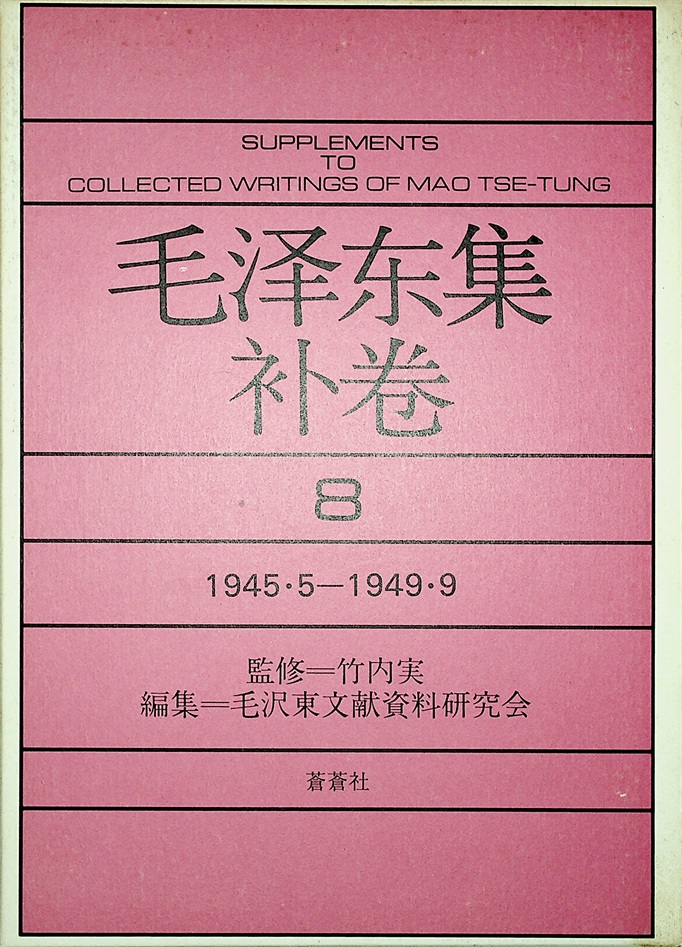 SUPPLEMENTS
TO
COLLECTED WRITINGS OF MAO TSE-TUNG
毛泽东集
补卷
8
1945·5—1949·9
監修=竹内実
編集=毛沢東文献資料研究会
蒼蒼社